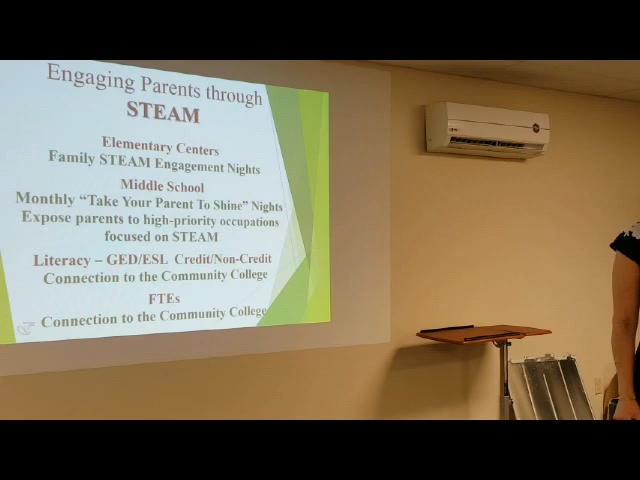 Engaging Parents through
STEAM
Elementary Centers
Family STEAM Engagement Nights
Middle School
Monthly “Take Your Parent To Shine” Nights
Expose parents to high-priority occupations
focused on STEAM
Literacy – GED/ESL Credit/Non-Credit
Connection to the Community College
FTEs
Connection to the Community College